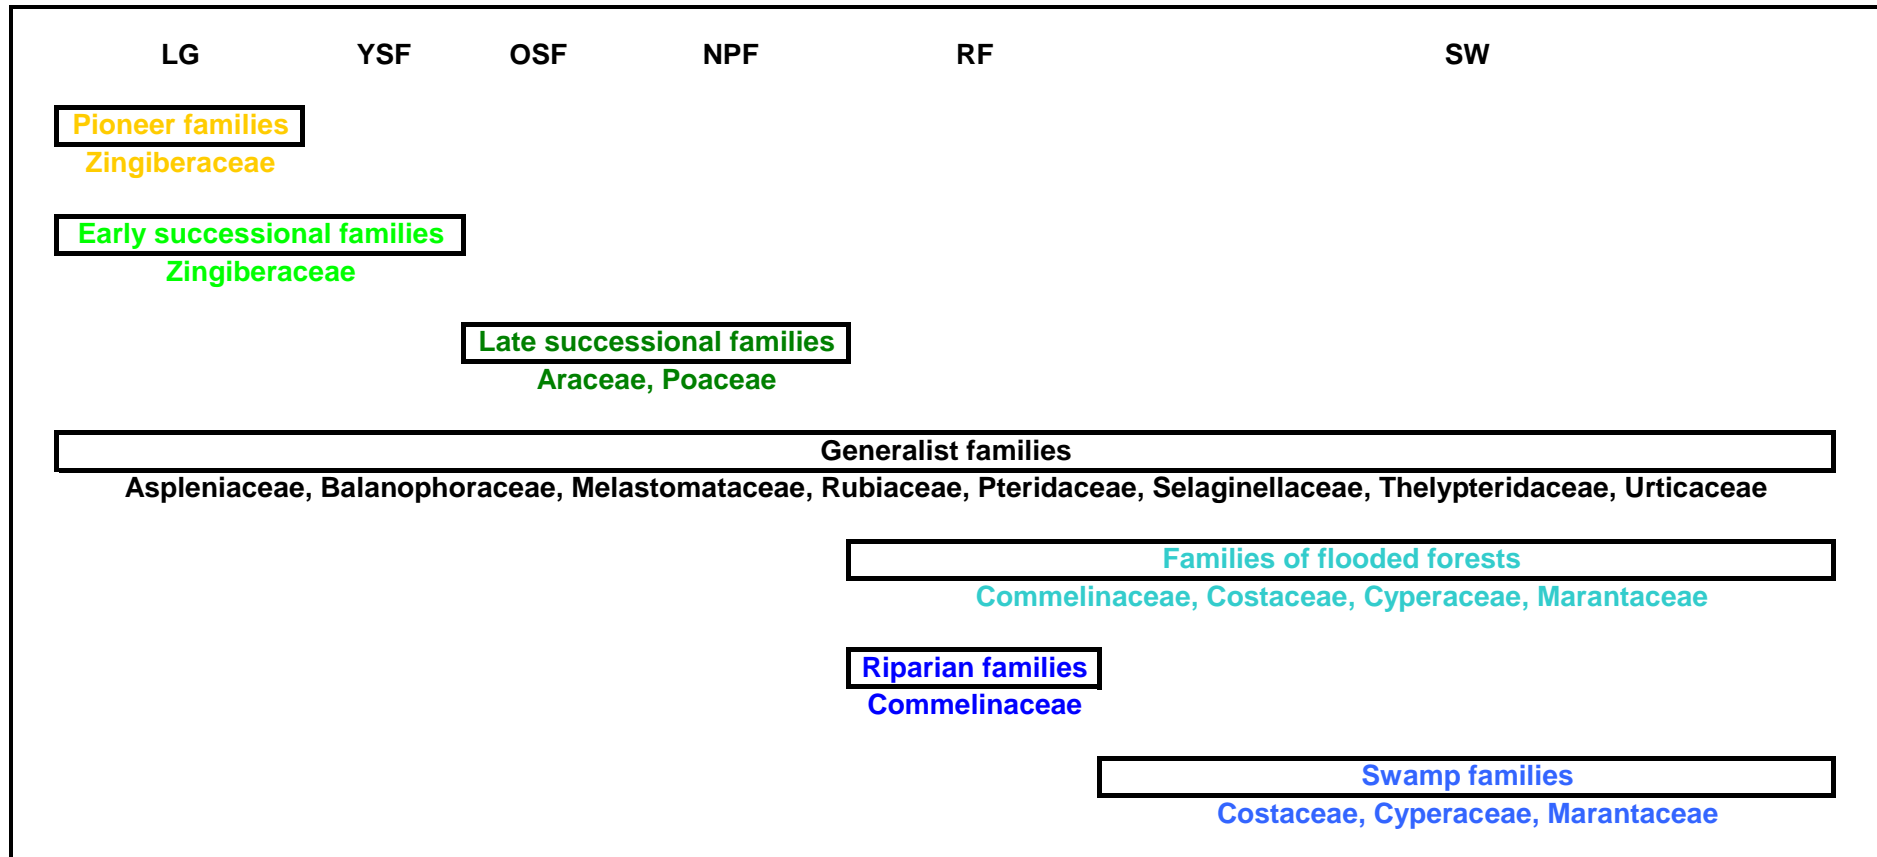 LG YSF OSF NPF RF SW
Pioneer families
Zingiberaceae
Early successional families
Zingiberaceae
Late successional families
Araceae, Poaceae
Generalist families
Aspleniaceae, Balanophoraceae, Melastomataceae, Rubiaceae, Pteridaceae, Selaginellaceae, Thelypteridaceae, Urticaceae
Families of flooded forests
Commelinaceae, Costaceae, Cyperaceae, Marantaceae
Riparian families
Commelinaceae
Swamp families
Costaceae, Cyperaceae, Marantaceae